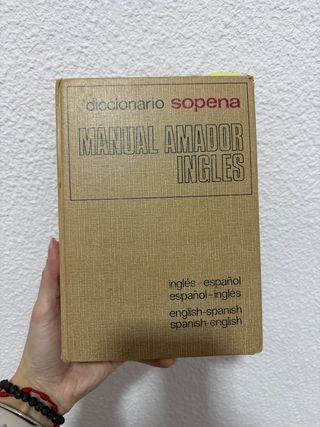 diccionario sopena
MANUAL AMADOR
INGLES
inglés-español
español-inglés
english-spanish
spanish-english